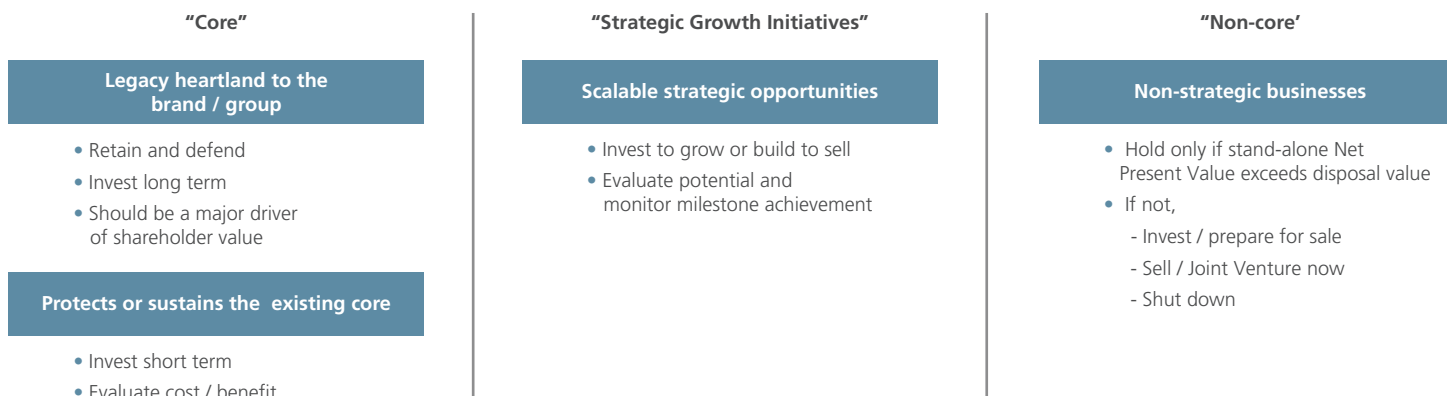 "Core"
Legacy heartland to the
brand / group
• Retain and defend
• Invest long term
• Should be a major driver
of shareholder value
Protects or sustains the existing core
• Invest short term
• Evaluate cost / benefit
"Strategic Growth Initiatives"
Scalable strategic opportunities
• Invest to grow or build to sell
• Evaluate potential and
monitor milestone achievement
"Non-core'
Non-strategic businesses
• Hold only if stand-alone Net
Present Value exceeds disposal value
• If not,
- Invest / prepare for sale
- Sell / Joint Venture now
- Shut down